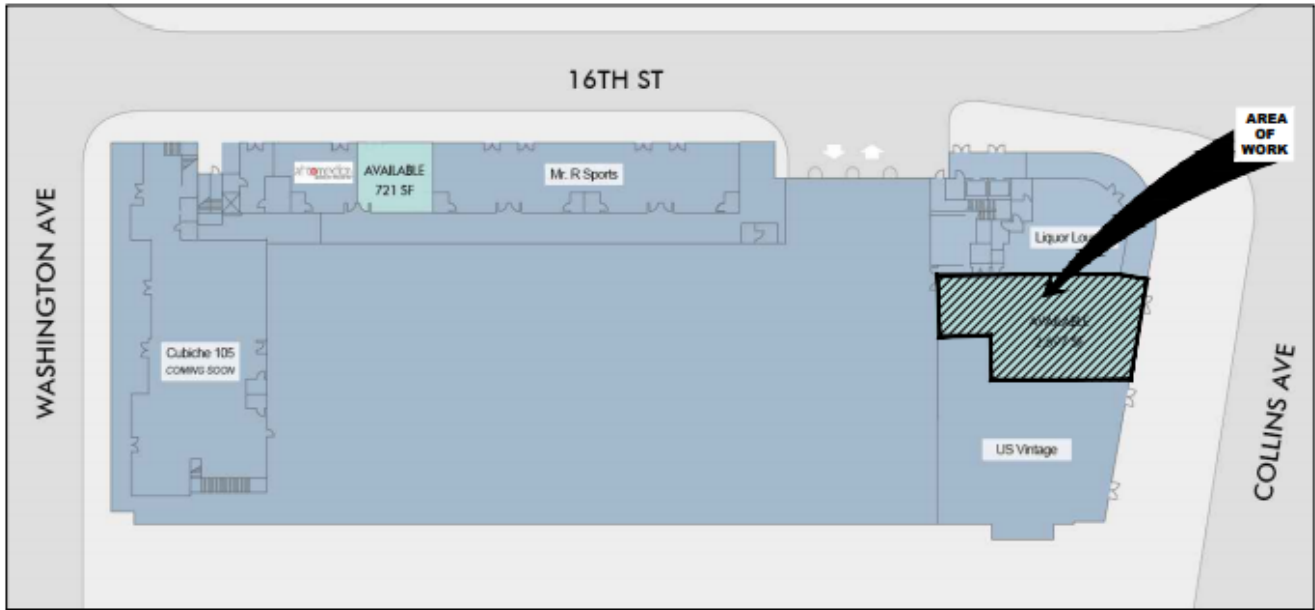 16TH ST
AREA
OF
WORK
AVAILABLE
721 SF
Mr. R Sports
Liquor Lou
AVAILABLE
WASHINGTON AVE
Cubiche 105
COMING SOON
US Vintage
COLLINS AVE